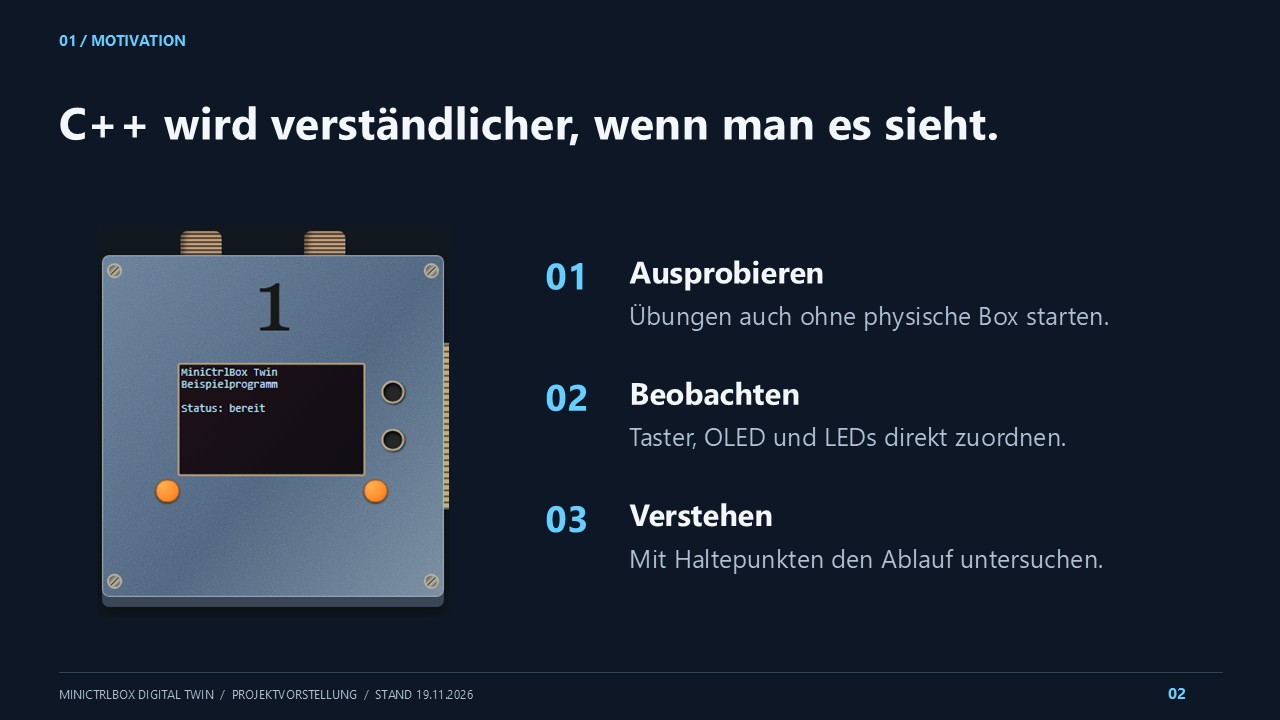 01 / MOTIVATION
C++ wird verständlicher, wenn man es sieht.
1
MiniCtrlBox Twin
Beispielprogramm
Status: bereit
01
Ausprobieren
Übungen auch ohne physische Box starten.
02
Beobachten
Taster, OLED und LEDs direkt zuordnen.
03
Verstehen
Mit Haltepunkten den Ablauf untersuchen.
MINICTRLBOX DIGITAL TWIN / PROJEKTVORSTELLUNG / STAND 19.11.2026
02